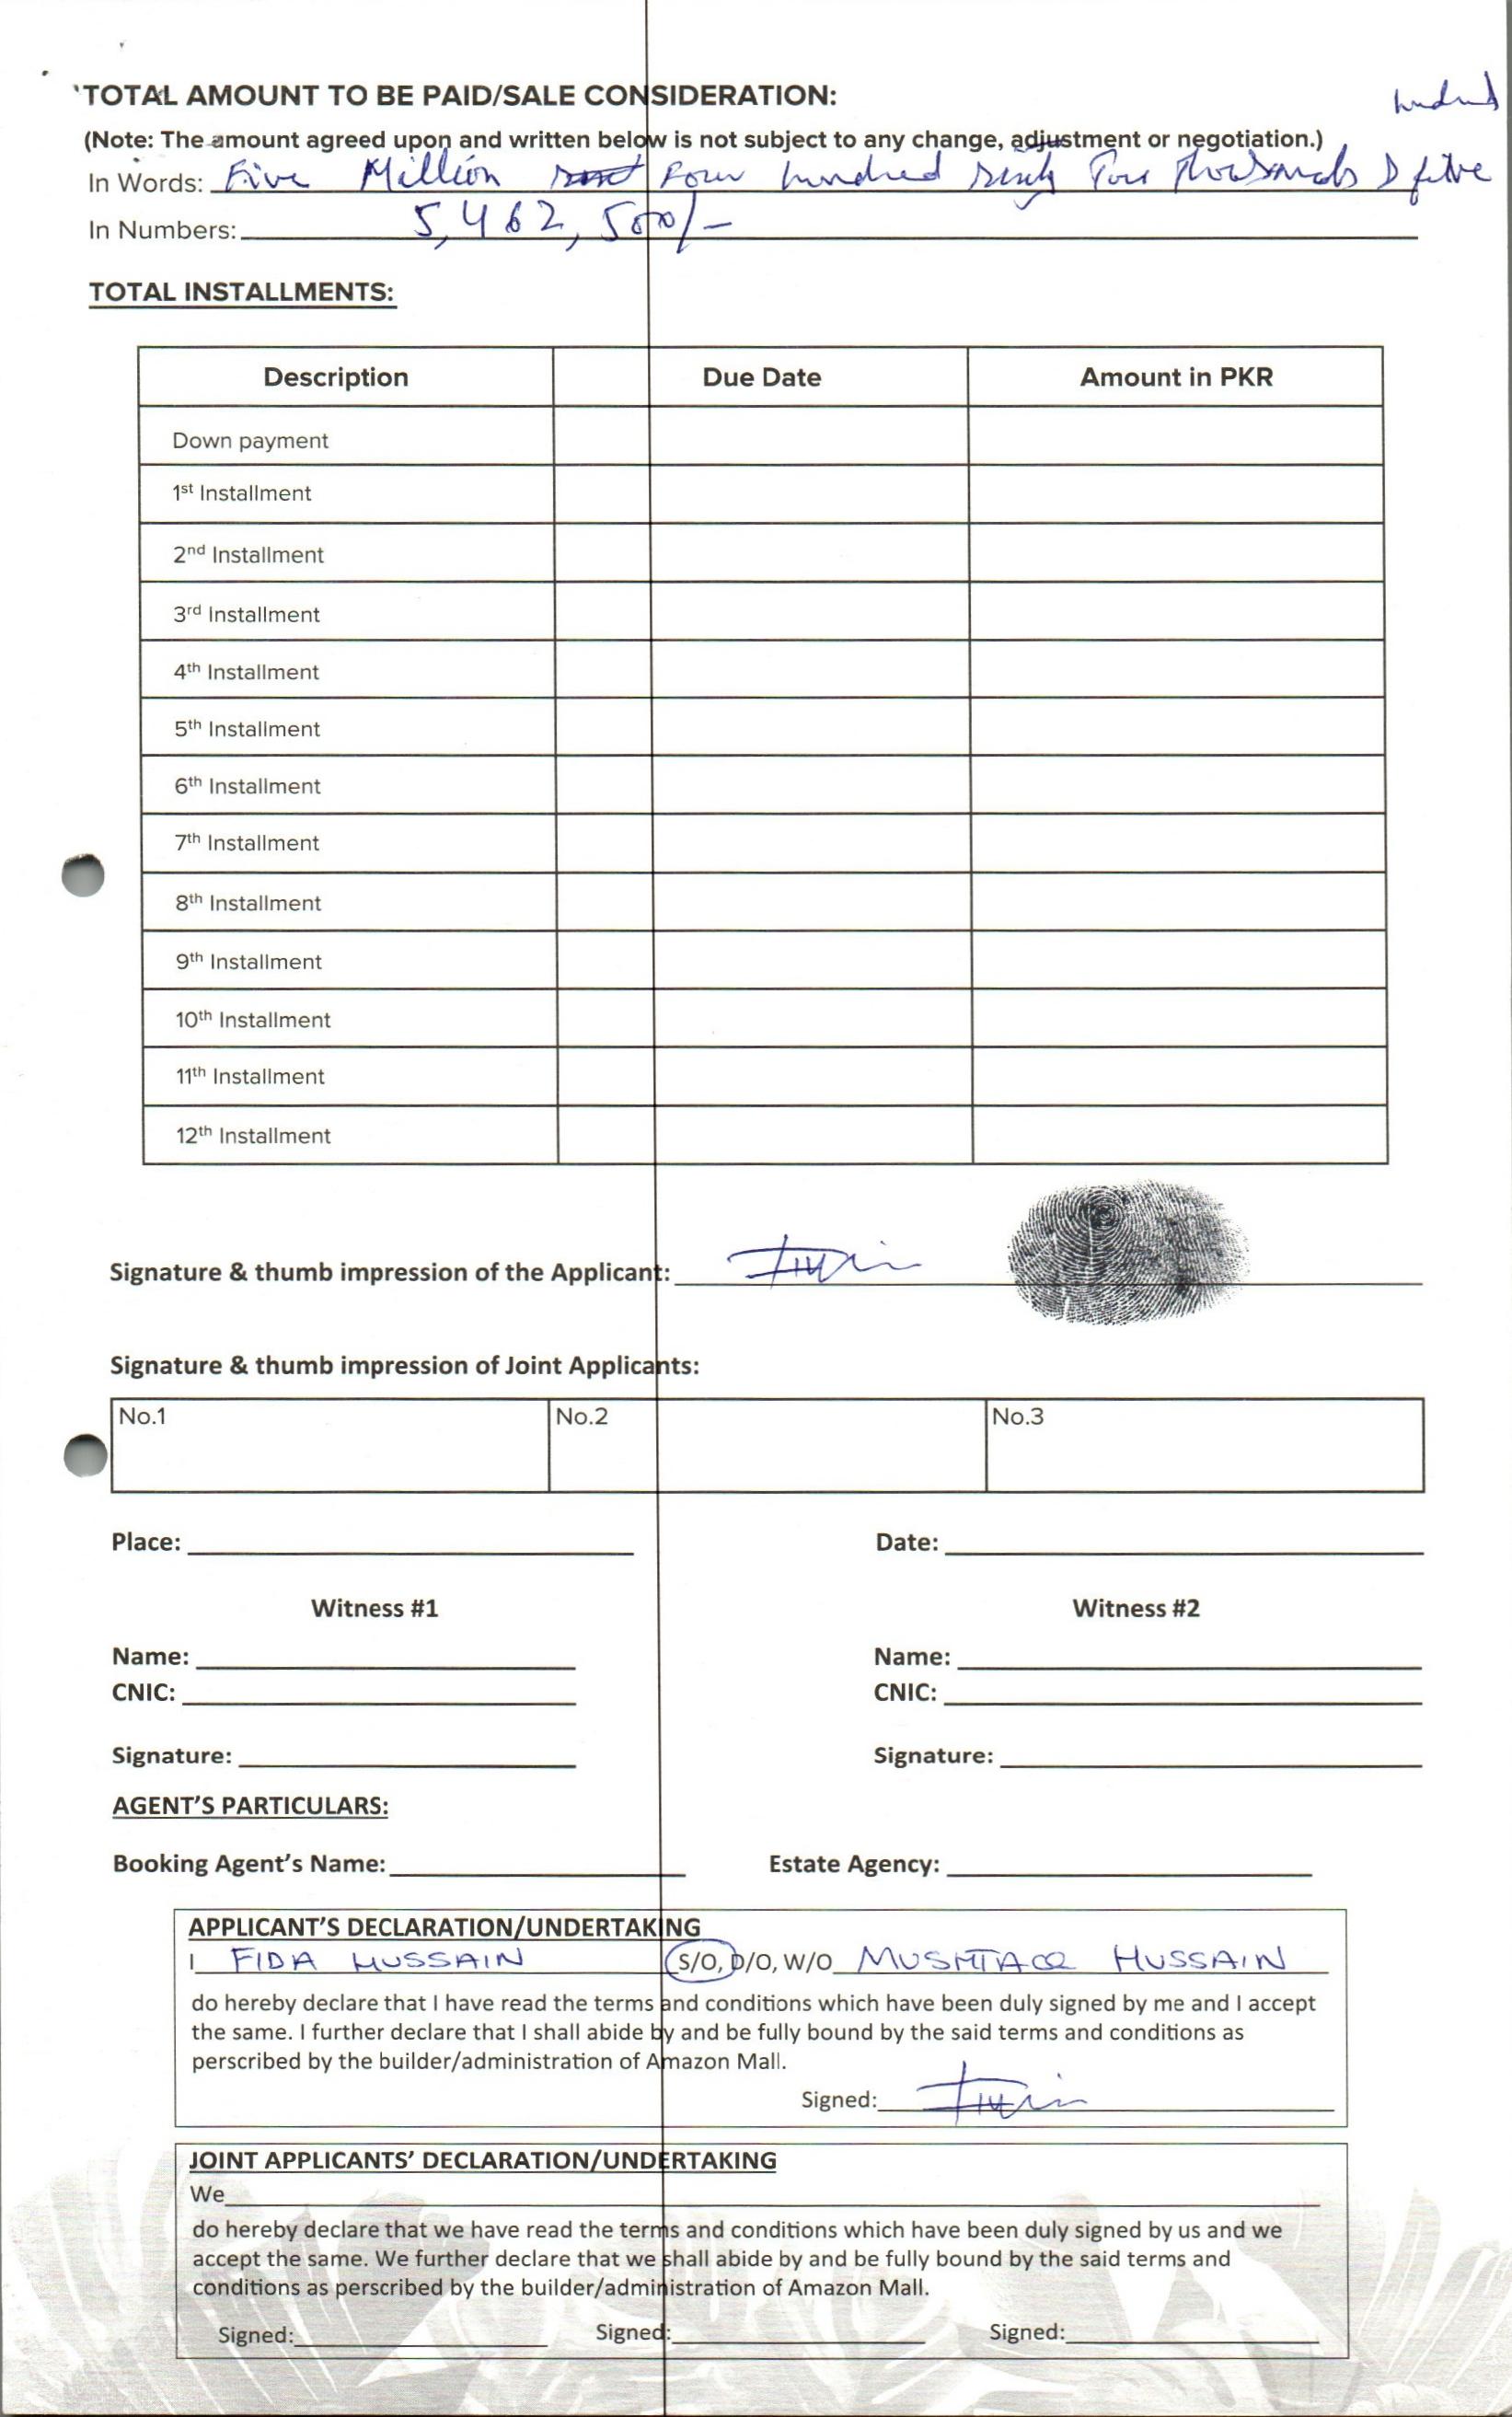 hundred
TOTAL AMOUNT TO BE PAID/SALE CONSIDERATION:
(Note: The amount agreed upon and written below is not subject to any change, adjustment or negotiation.)
In Words: Five Million Four hundred sixty Two thousands & five
In Numbers: 5,462,500/-
TOTAL INSTALLMENTS:
Description Due Date Amount in PKR
Down payment
1st Installment
2nd Installment
3rd Installment
4th Installment
5th Installment
6th Installment
7th Installment
8th Installment
9th Installment
10th Installment
11th Installment
12th Installment
Signature & thumb impression of the Applicant:
Signature & thumb impression of Joint Applicants:
No.1 No.2 No.3
Place: Date:
Witness #1 Witness #2
Name: Name:
CNIC: CNIC:
Signature: Signature:
AGENT'S PARTICULARS:
Booking Agent's Name: Estate Agency:
APPLICANT'S DECLARATION/UNDERTAKING
I FIDA HUSSAIN S/O, D/O, W/O MUSHTAQ HUSSAIN
do hereby declare that I have read the terms and conditions which have been duly signed by me and I accept
the same. I further declare that I shall abide by and be fully bound by the said terms and conditions as
perscribed by the builder/administration of Amazon Mall.
Signed:
JOINT APPLICANTS' DECLARATION/UNDERTAKING
We
do hereby declare that we have read the terms and conditions which have been duly signed by us and we
accept the same. We further declare that we shall abide by and be fully bound by the said terms and
conditions as perscribed by the builder/administration of Amazon Mall.
Signed: Signed: Signed: